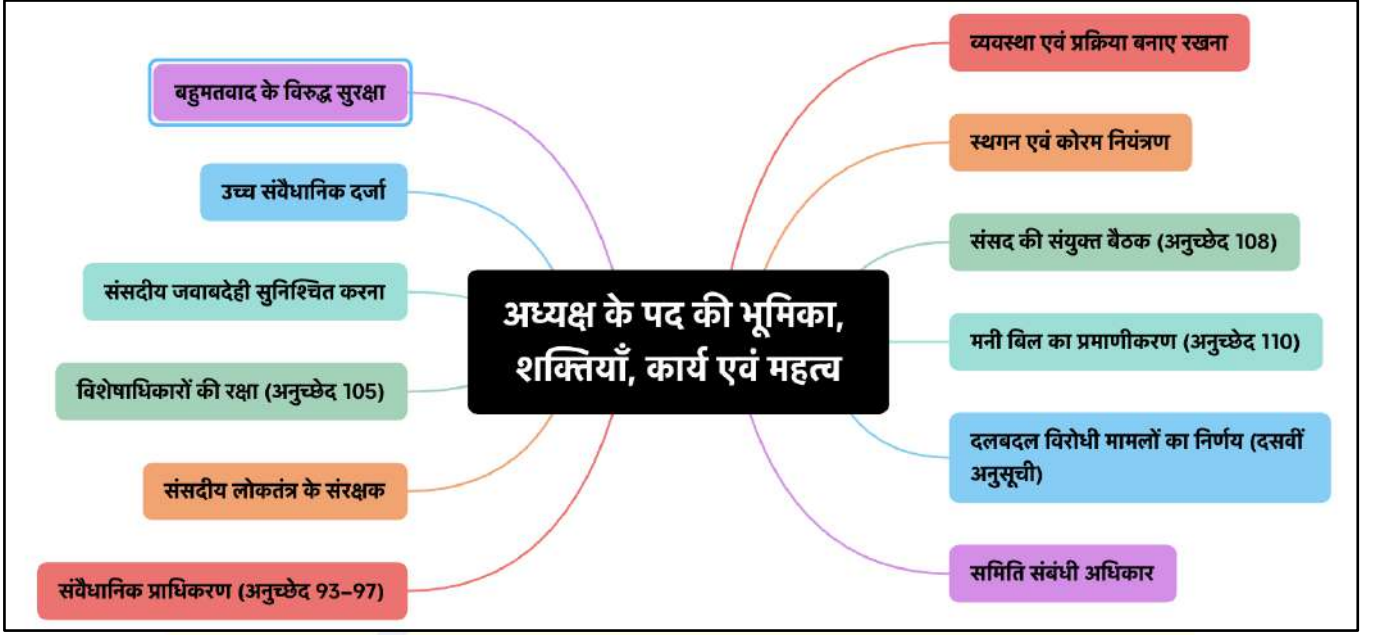 अध्यक्ष के पद की भूमिका,
शक्तियाँ, कार्य एवं महत्व
बहुमतवाद के विरुद्ध सुरक्षा
उच्च संवैधानिक दर्जा
संसदीय जवाबदेही सुनिश्चित करना
विशेषाधिकारों की रक्षा (अनुच्छेद 105)
संसदीय लोकतंत्र के संरक्षक
संवैधानिक प्राधिकरण (अनुच्छेद 93–97)
व्यवस्था एवं प्रक्रिया बनाए रखना
स्थगन एवं कोरम नियंत्रण
संसद की संयुक्त बैठक (अनुच्छेद 108)
मनी बिल का प्रमाणीकरण (अनुच्छेद 110)
दलबदल विरोधी मामलों का निर्णय (दसवीं
अनुसूची)
समिति संबंधी अधिकार